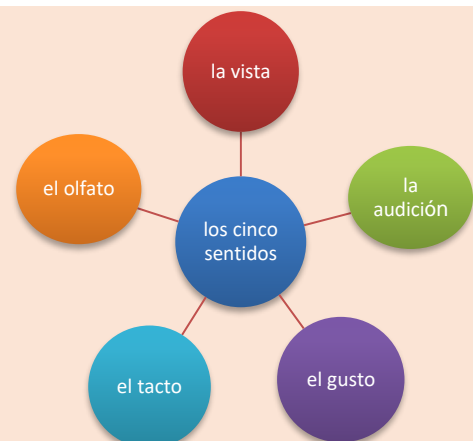 la vista
el olfato
la
audición
los cinco
sentidos
el tacto
el gusto